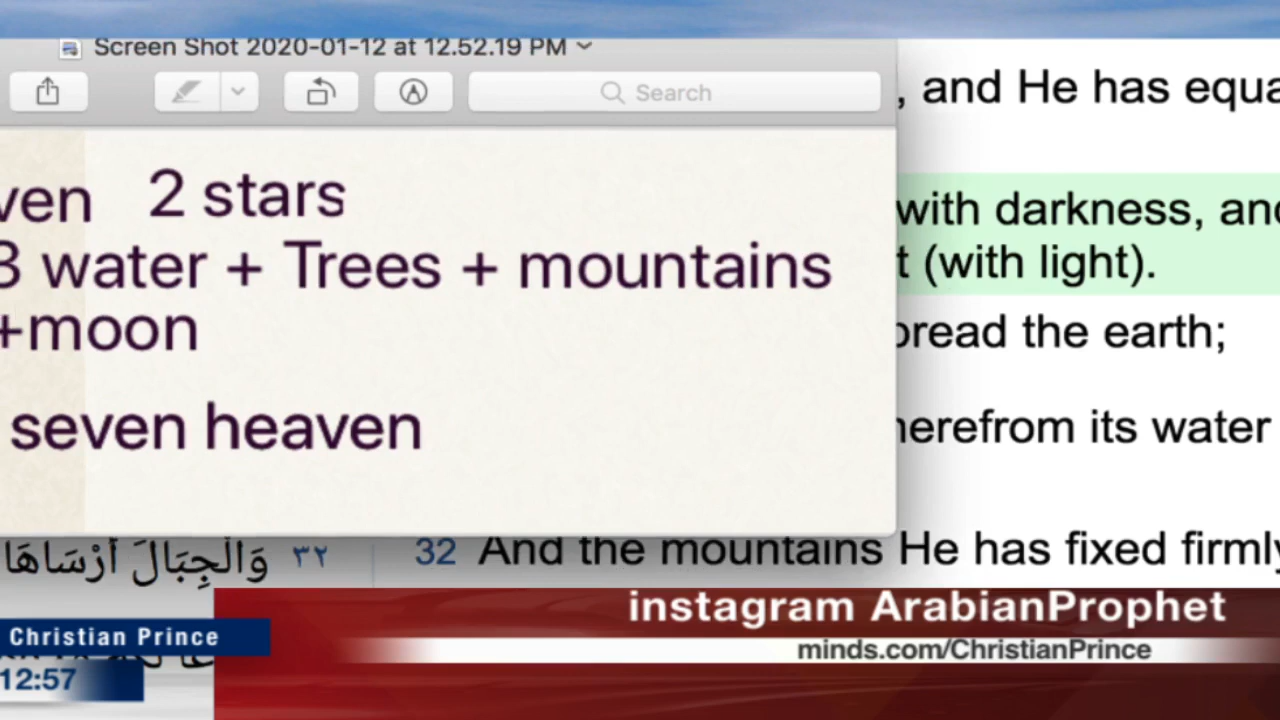 Screen Shot 2020-01-12 at 12.52.19 PM
Search
, and He has equa
ven 2 stars
with darkness, and
3 water + Trees + mountains
t (with light).
+moon
pread the earth;
seven heaven
herefrom its water
وَالْجِبَالَ أَرْسَاهَا ٣٢
32 And the mountains He has fixed firmly
instagram ArabianProphet
Christian Prince
minds.com/ChristianPrince
12:57